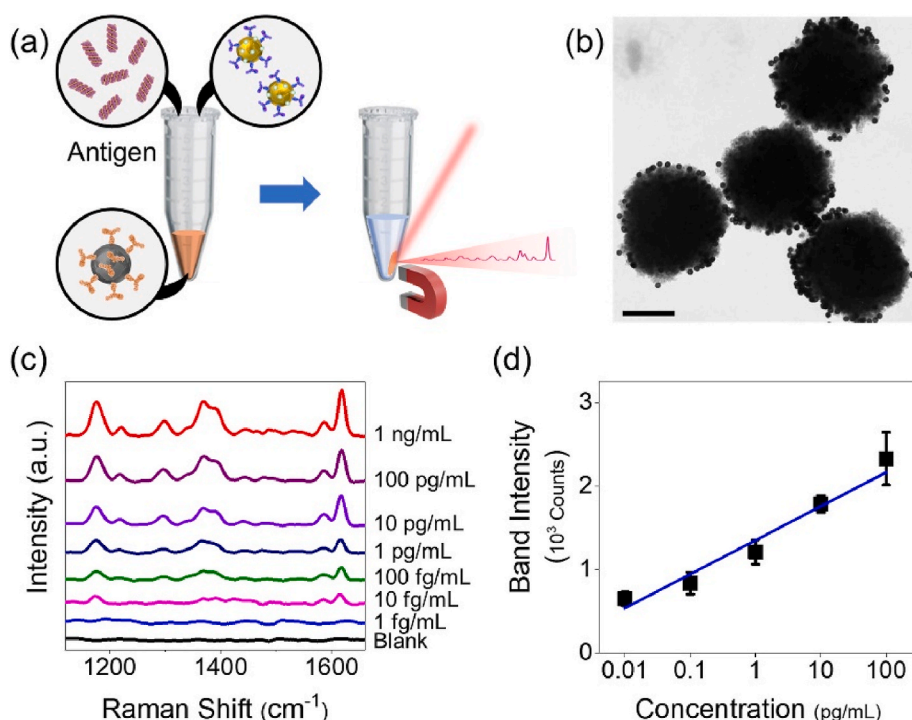 (a)
Antigen
(b)
(c)
Intensity (a.u.)
1 ng/mL
100 pg/mL
10 pg/mL
1 pg/mL
100 fg/mL
10 fg/mL
1 fg/mL
Blank
1200 1400 1600
Raman Shift (cm⁻¹)
(d)
Band Intensity
(10³ Counts)
3
2
1
0
0.01 0.1 1 10 100
Concentration (pg/mL)